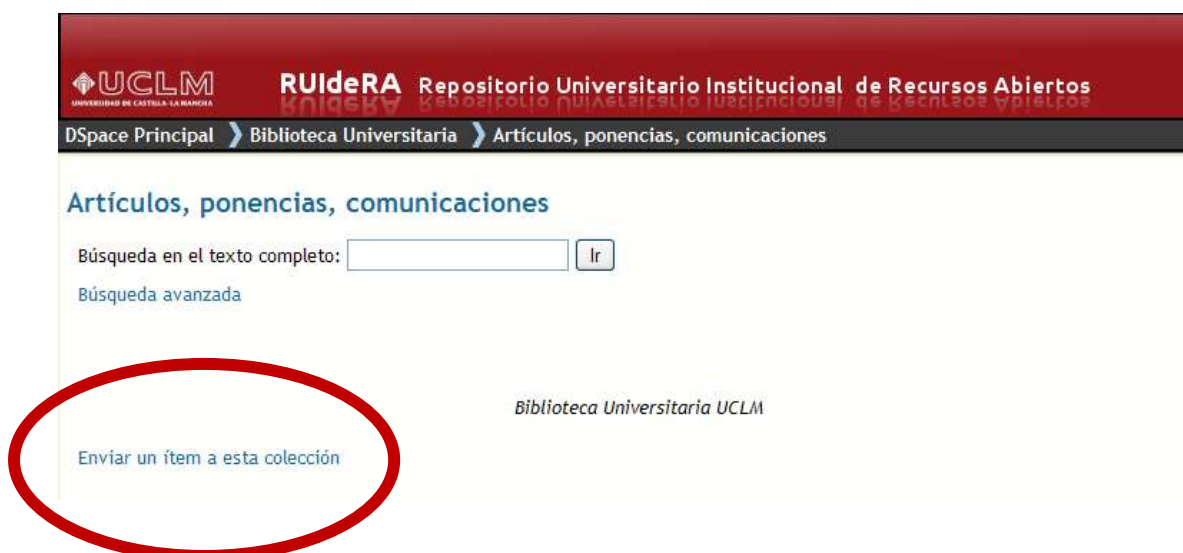 UCLM
UNIVERSIDAD DE CASTILLA-LA MANCHA
RUIdeRA Repositorio Universitario Institucional de Recursos Abiertos
DSpace Principal ❯ Biblioteca Universitaria ❯ Artículos, ponencias, comunicaciones
Artículos, ponencias, comunicaciones
Búsqueda en el texto completo: Ir
Búsqueda avanzada
Biblioteca Universitaria UCLM
Enviar un ítem a esta colección